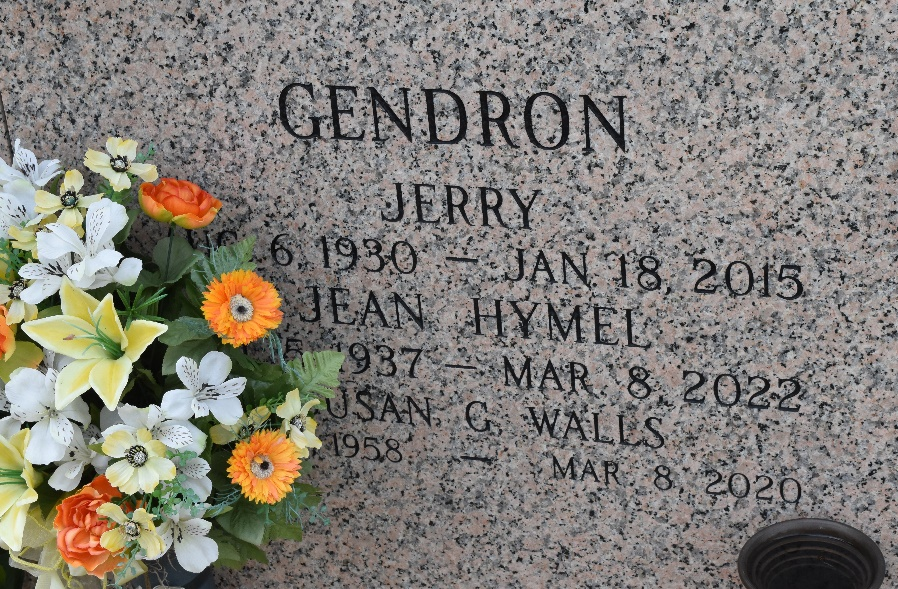 GENDRON
JERRY
6 1930 — JAN 18 2015
JEAN HYMEL
1937 — MAR 8, 2022
USAN G. WALLS
1958 — MAR 8 2020